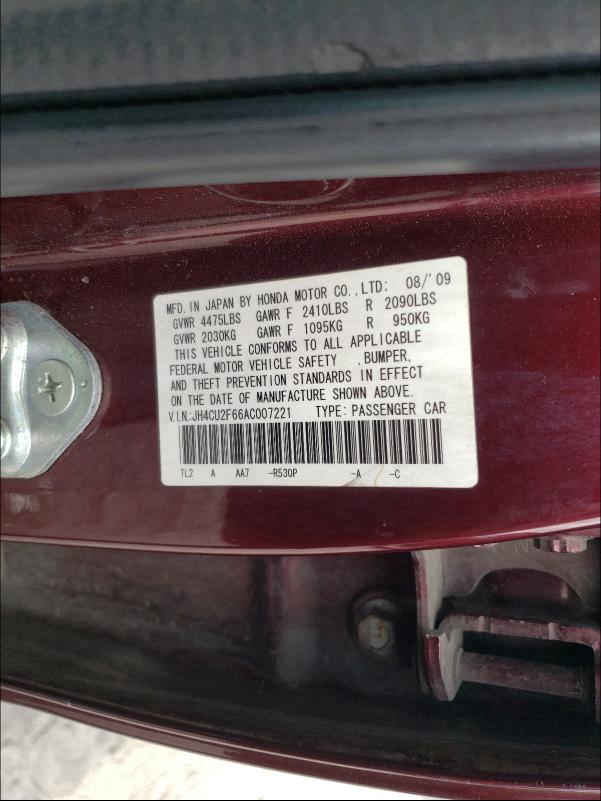 MFD. IN JAPAN BY HONDA MOTOR CO., LTD: 08/'09
GVWR 4475LBS GAWR F 2410LBS R 2090LBS
GVWR 2030KG GAWR F 1095KG R 950KG
THIS VEHICLE CONFORMS TO ALL APPLICABLE
FEDERAL MOTOR VEHICLE SAFETY , BUMPER,
AND THEFT PREVENTION STANDARDS IN EFFECT
ON THE DATE OF MANUFACTURE SHOWN ABOVE.
V.I.N.:JH4CU2F66AC007221 TYPE: PASSENGER CAR
TL2 A AA7 -R530P -A -C